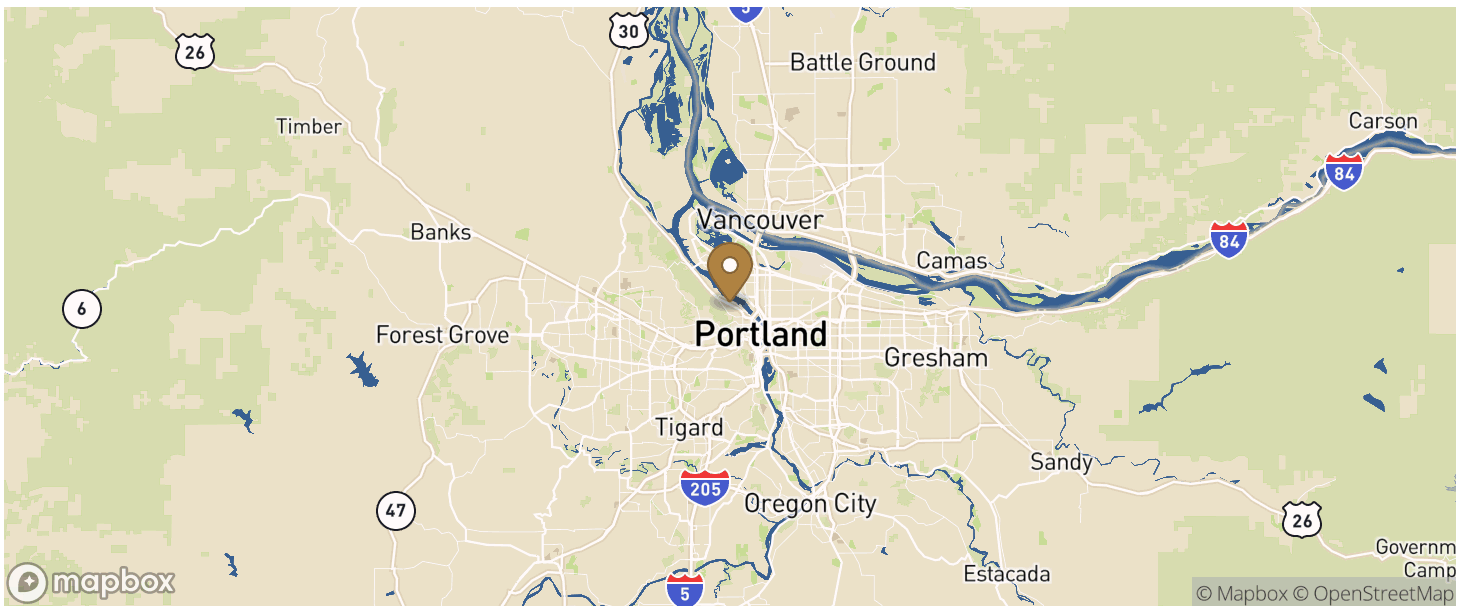 5
30
26
Battle Ground
Carson
Timber
84
Vancouver
Banks
84
Camas
6
Portland
Forest Grove
Gresham
Tigard
Sandy
205
Oregon City
47
26
Governm
Camp
Estacada
5
mapbox
© Mapbox © OpenStreetMap